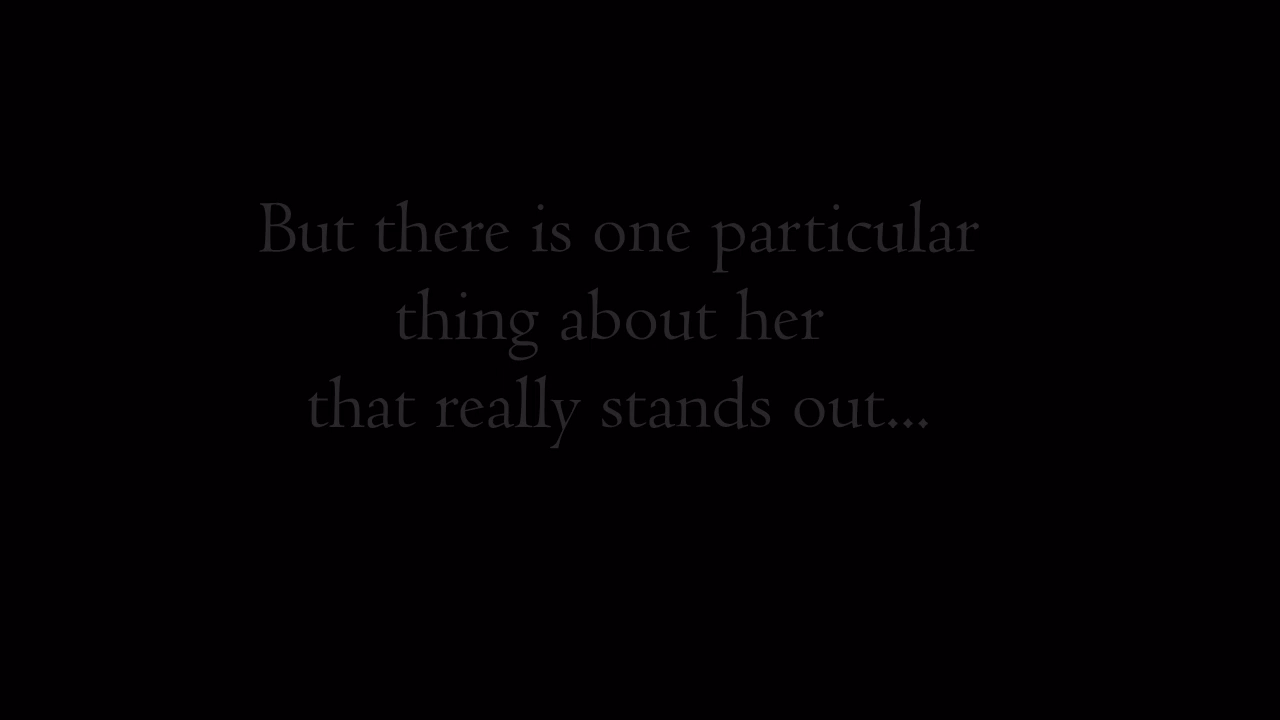 But there is one particular
thing about her
that really stands out...